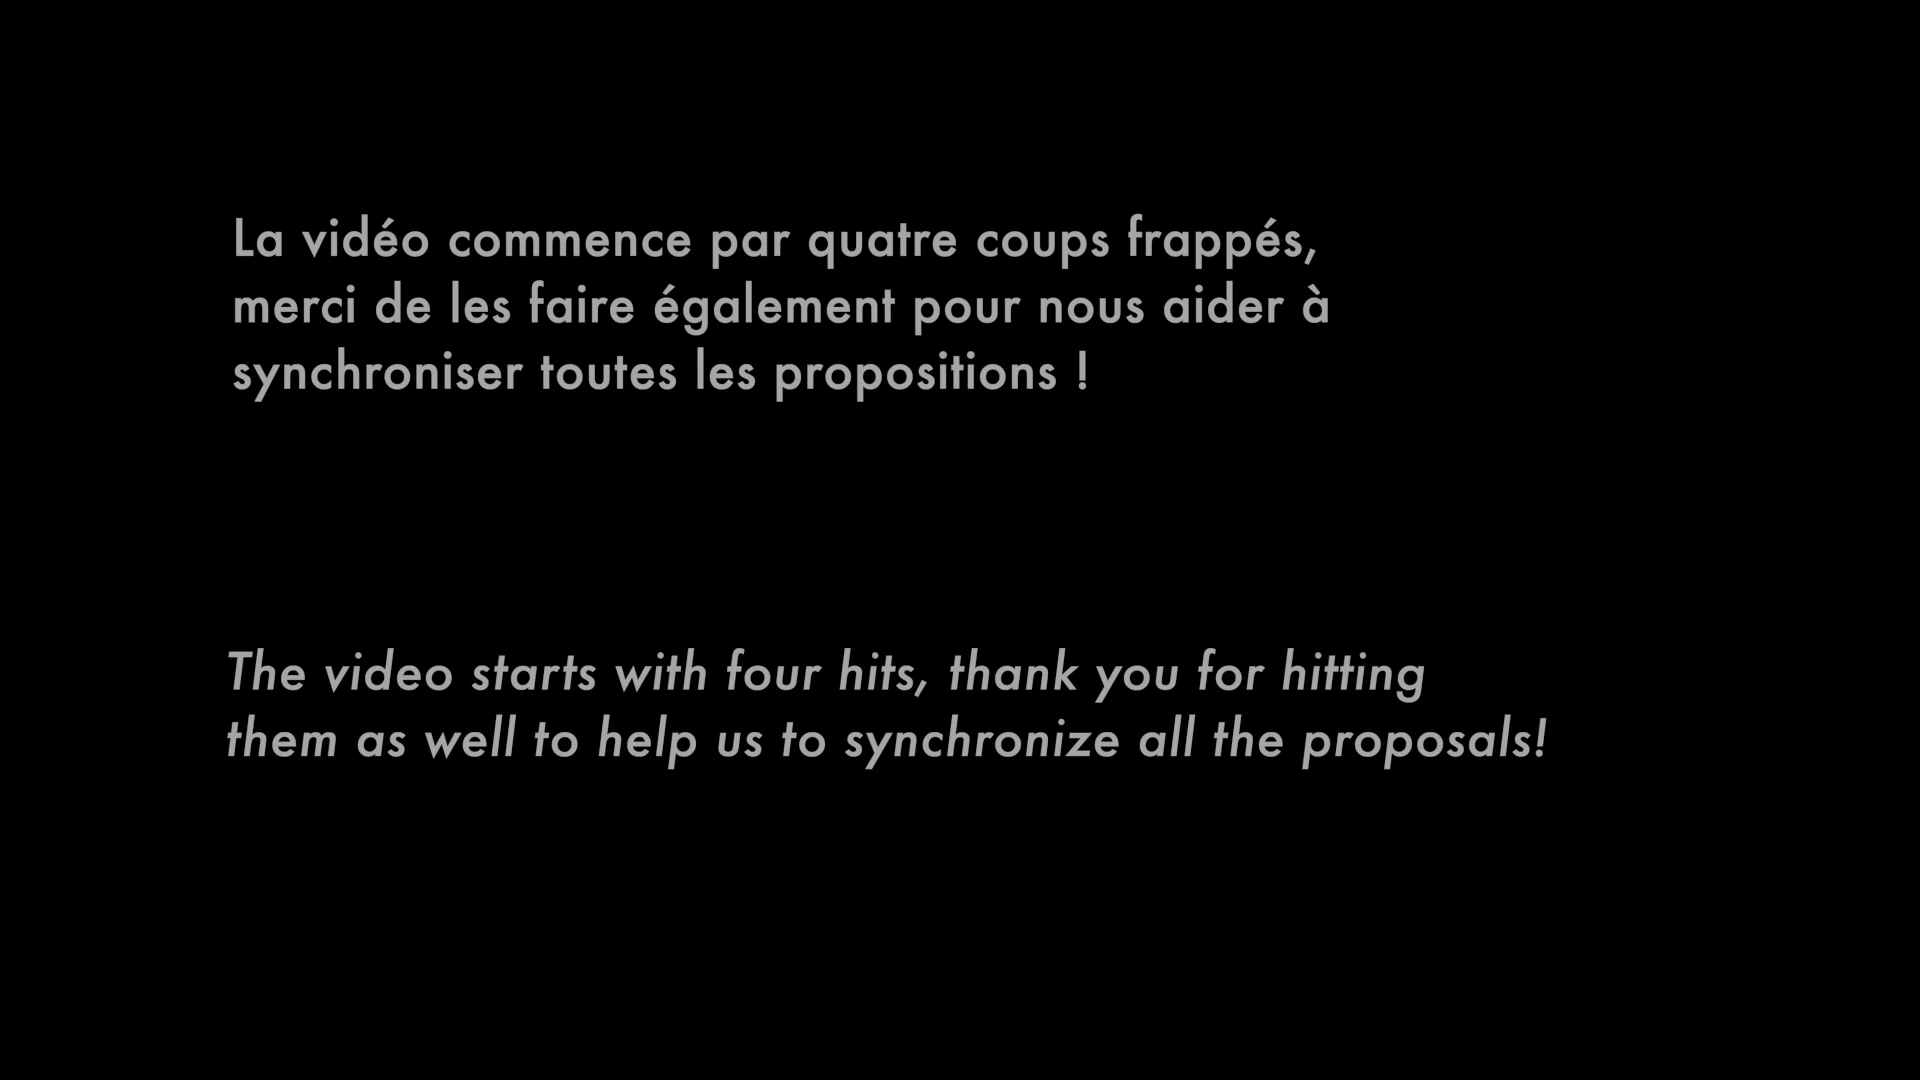 La vidéo commence par quatre coups frappés,
merci de les faire également pour nous aider à
synchroniser toutes les propositions !
The video starts with four hits, thank you for hitting
them as well to help us to synchronize all the proposals!